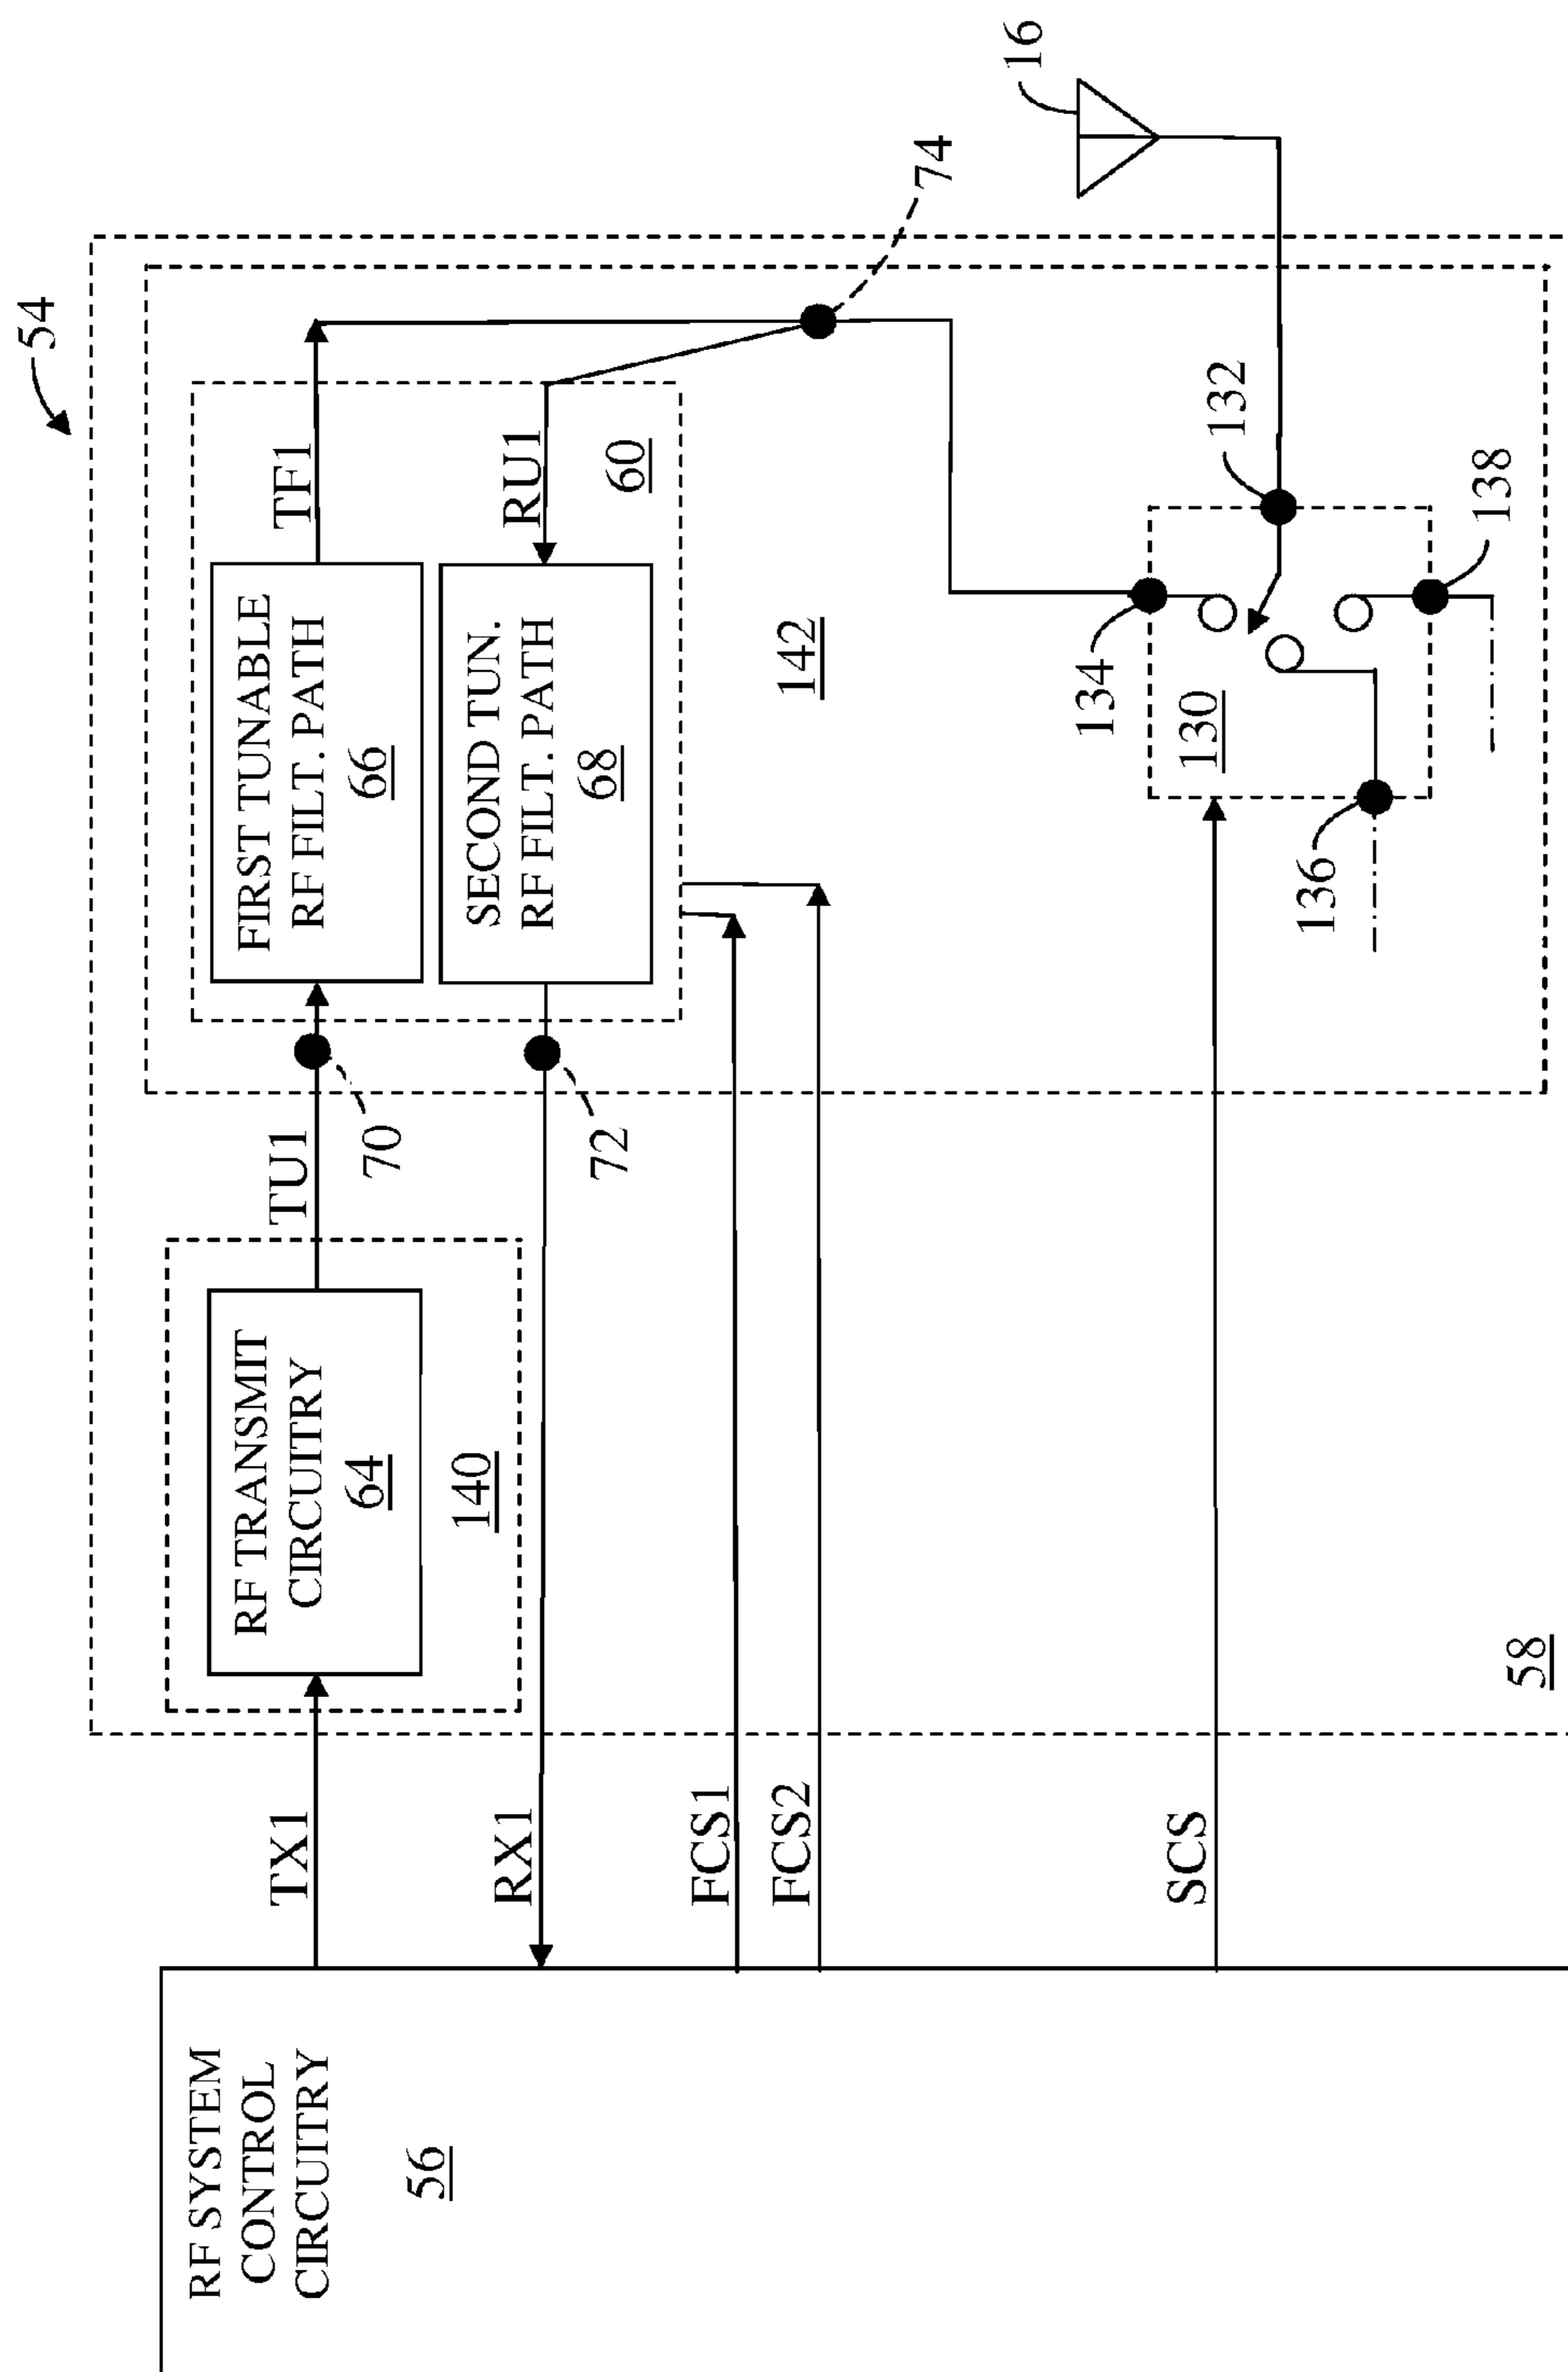 54
RF SYSTEM
CONTROL
CIRCUITRY
56
TX1
RX1
FCS1
FCS2
SCS
RF TRANSMIT
CIRCUITRY
64
140
TU1
70
72
FIRST TUNABLE
RF FILT. PATH
66
SECOND TUN.
RF FILT. PATH
68
TF1
RU1
60
142
74
16
134
130
132
136
138
58